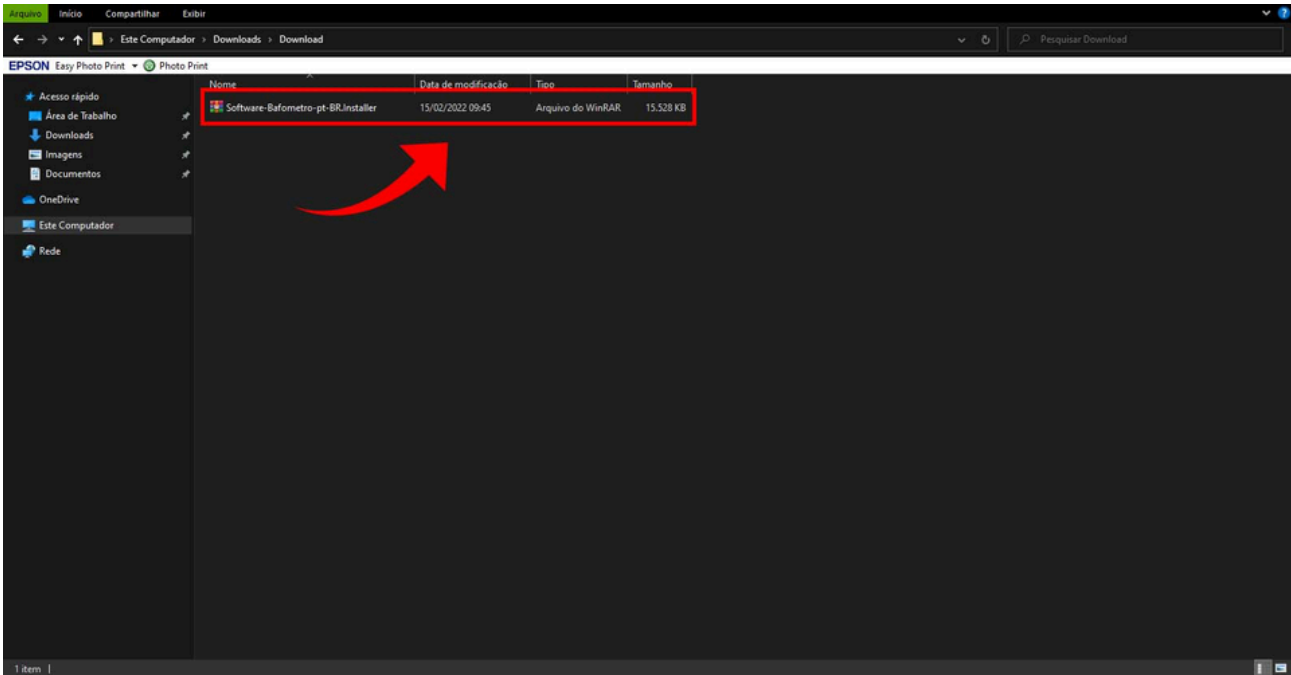 Arquivo Início Compartilhar Exibir
Este Computador > Downloads > Download Pesquisar Download
EPSON Easy Photo Print Photo Print
Nome Data de modificação Tipo Tamanho
Acesso rápido
Software-Bafometro-pt-BR.Installer 15/02/2022 09:45 Arquivo do WinRAR 15.528 KB
Área de Trabalho
Downloads
Imagens
Documentos
OneDrive
Este Computador
Rede
1 item